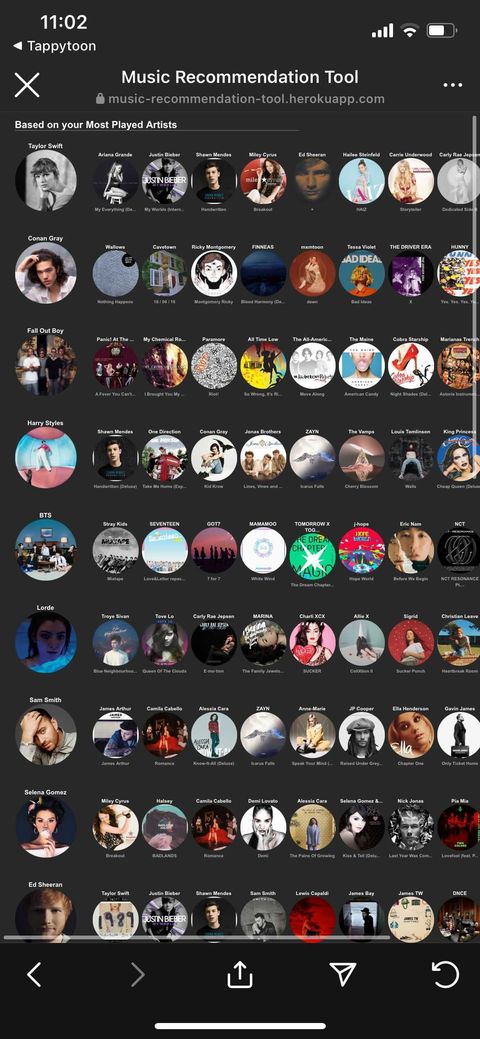 11:02
◀ Tappytoon
Music Recommendation Tool
music-recommendation-tool.herokuapp.com
Based on your Most Played Artists
Taylor Swift
Ariana Grande Justin Bieber Shawn Mendes Miley Cyrus Ed Sheeran Hailee Steinfeld Carrie Underwood Carly Rae Jepsen
My Everything (De... My Worlds (Intern... Handwritten Breakout + HAIZ Storyteller Dedicated Side
Conan Gray
Wallows Cavetown Ricky Montgomery FINNEAS mxmtoon Tessa Violet THE DRIVER ERA HUNNY
Nothing Happens 16 / 04 / 16 Montgomery Ricky Blood Harmony (De... dawn Bad Ideas X Yes. Yes. Yes. Ye
Fall Out Boy
Panic! At The ... My Chemical Ro... Paramore All Time Low The All-Americ... The Maine Cobra Starship Marianas Trench
A Fever You Can't... I Brought You My ... Riot! So Wrong, It's Ri... Move Along American Candy Night Shades (Del... Astoria Instrumen
Harry Styles
Shawn Mendes One Direction Conan Gray Jonas Brothers ZAYN The Vamps Louis Tomlinson King Princess
Handwritten (Deluxe) Take Me Home (Exp... Kid Krow Lines, Vines and ... Icarus Falls Cherry Blossom Walls Cheap Queen (Deluxe
BTS
Stray Kids SEVENTEEN GOT7 MAMAMOO TOMORROW X TOG... j-hope Eric Nam NCT
Mixtape Love&Letter repac... 7 for 7 White Wind The Dream Chapter... Hope World Before We Begin NCT RESONANCE Pt...
Lorde
Troye Sivan Tove Lo Carly Rae Jepsen MARINA Charli XCX Allie X Sigrid Christian Leave
Blue Neighbourhoo... Queen Of The Clouds E·mo·tion The Family Jewels... SUCKER CollXtion II Sucker Punch Heartbreak Room
Sam Smith
James Arthur Camila Cabello Alessia Cara ZAYN Anne-Marie JP Cooper Ella Henderson Gavin James
James Arthur Romance Know-It-All (Deluxe) Icarus Falls Speak Your Mind (... Raised Under Grey... Chapter One Only Ticket Home
Selena Gomez
Miley Cyrus Halsey Camila Cabello Demi Lovato Alessia Cara Selena Gomez &... Nick Jonas Pia Mia
Breakout BADLANDS Romance Demi The Pains Of Growing Kiss & Tell (Delu... Last Year Was Com... Lovefool (feat. P
Ed Sheeran
Taylor Swift Justin Bieber Shawn Mendes Sam Smith Lewis Capaldi James Bay James TW DNCE